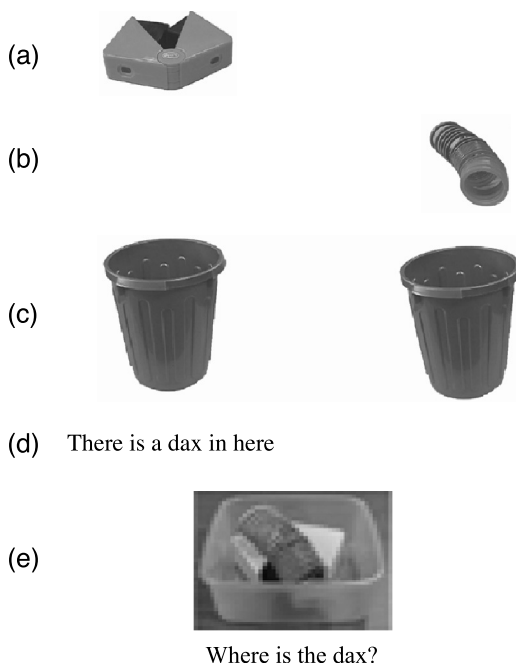 (a)
(b)
(c)
(d) There is a dax in here
(e)
Where is the dax?